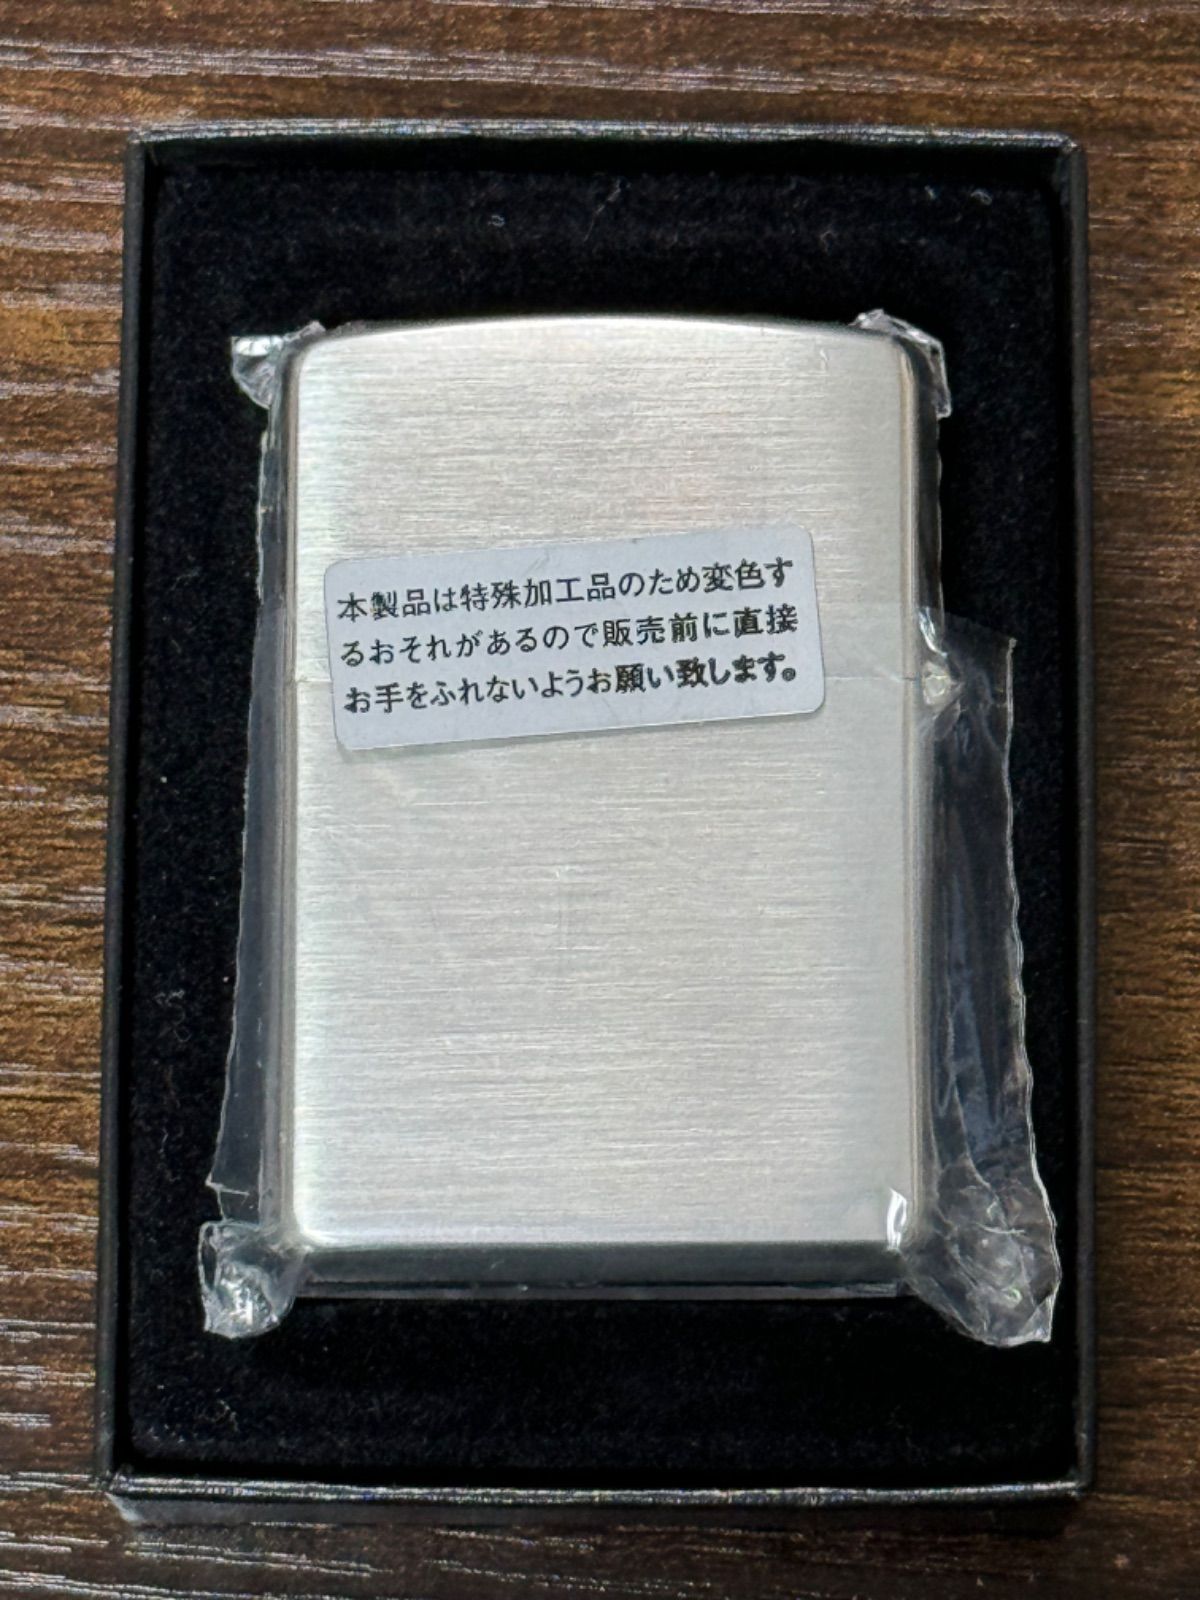 本製品は特殊加工品のため変色す
るおそれがあるので販売前に直接
お手をふれないようお願い致します。